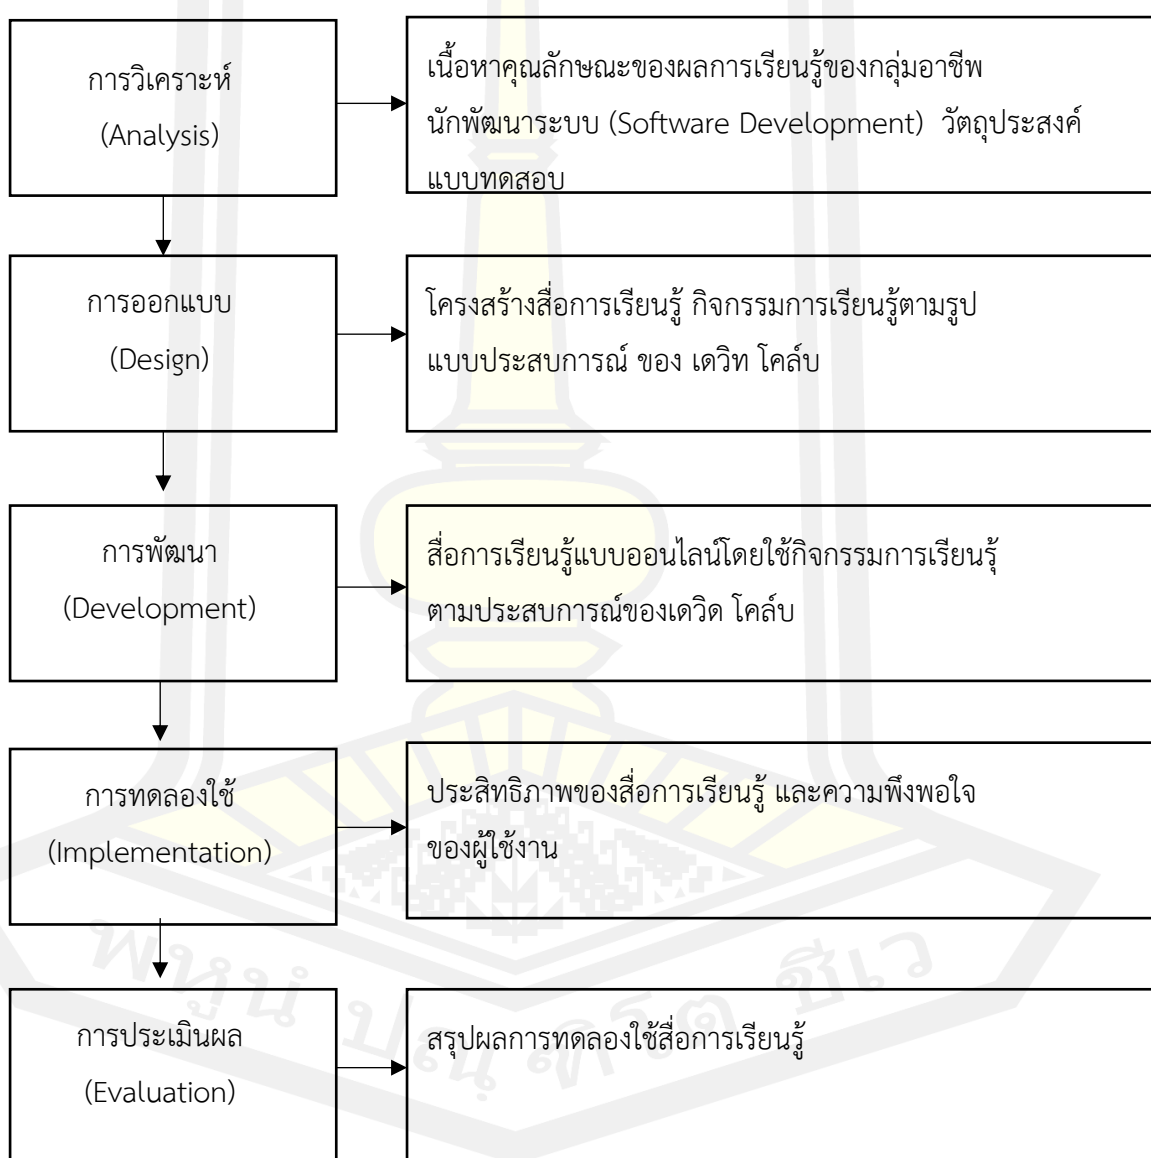 การวิเคราะห์
(Analysis)
เนื้อหาคุณลักษณะของผลการเรียนรู้ของกลุ่มอาชีพ
นักพัฒนาระบบ (Software Development) วัตถุประสงค์
แบบทดสอบ
การออกแบบ
(Design)
โครงสร้างสื่อการเรียนรู้ กิจกรรมการเรียนรู้ตามรูป
แบบประสบการณ์ ของ เดวิท โคล์บ
การพัฒนา
(Development)
สื่อการเรียนรู้แบบออนไลน์โดยใช้กิจกรรมการเรียนรุ้
ตามประสบการณ์ของเดวิด โคล์บ
การทดลองใช้
(Implementation)
ประสิทธิภาพของสื่อการเรียนรู้ และความพึงพอใจ
ของผู้ใช้งาน
การประเมินผล
(Evaluation)
สรุปผลการทดลองใช้สื่อการเรียนรู้
พหูนํ ปณฺฑิโต ชีเว